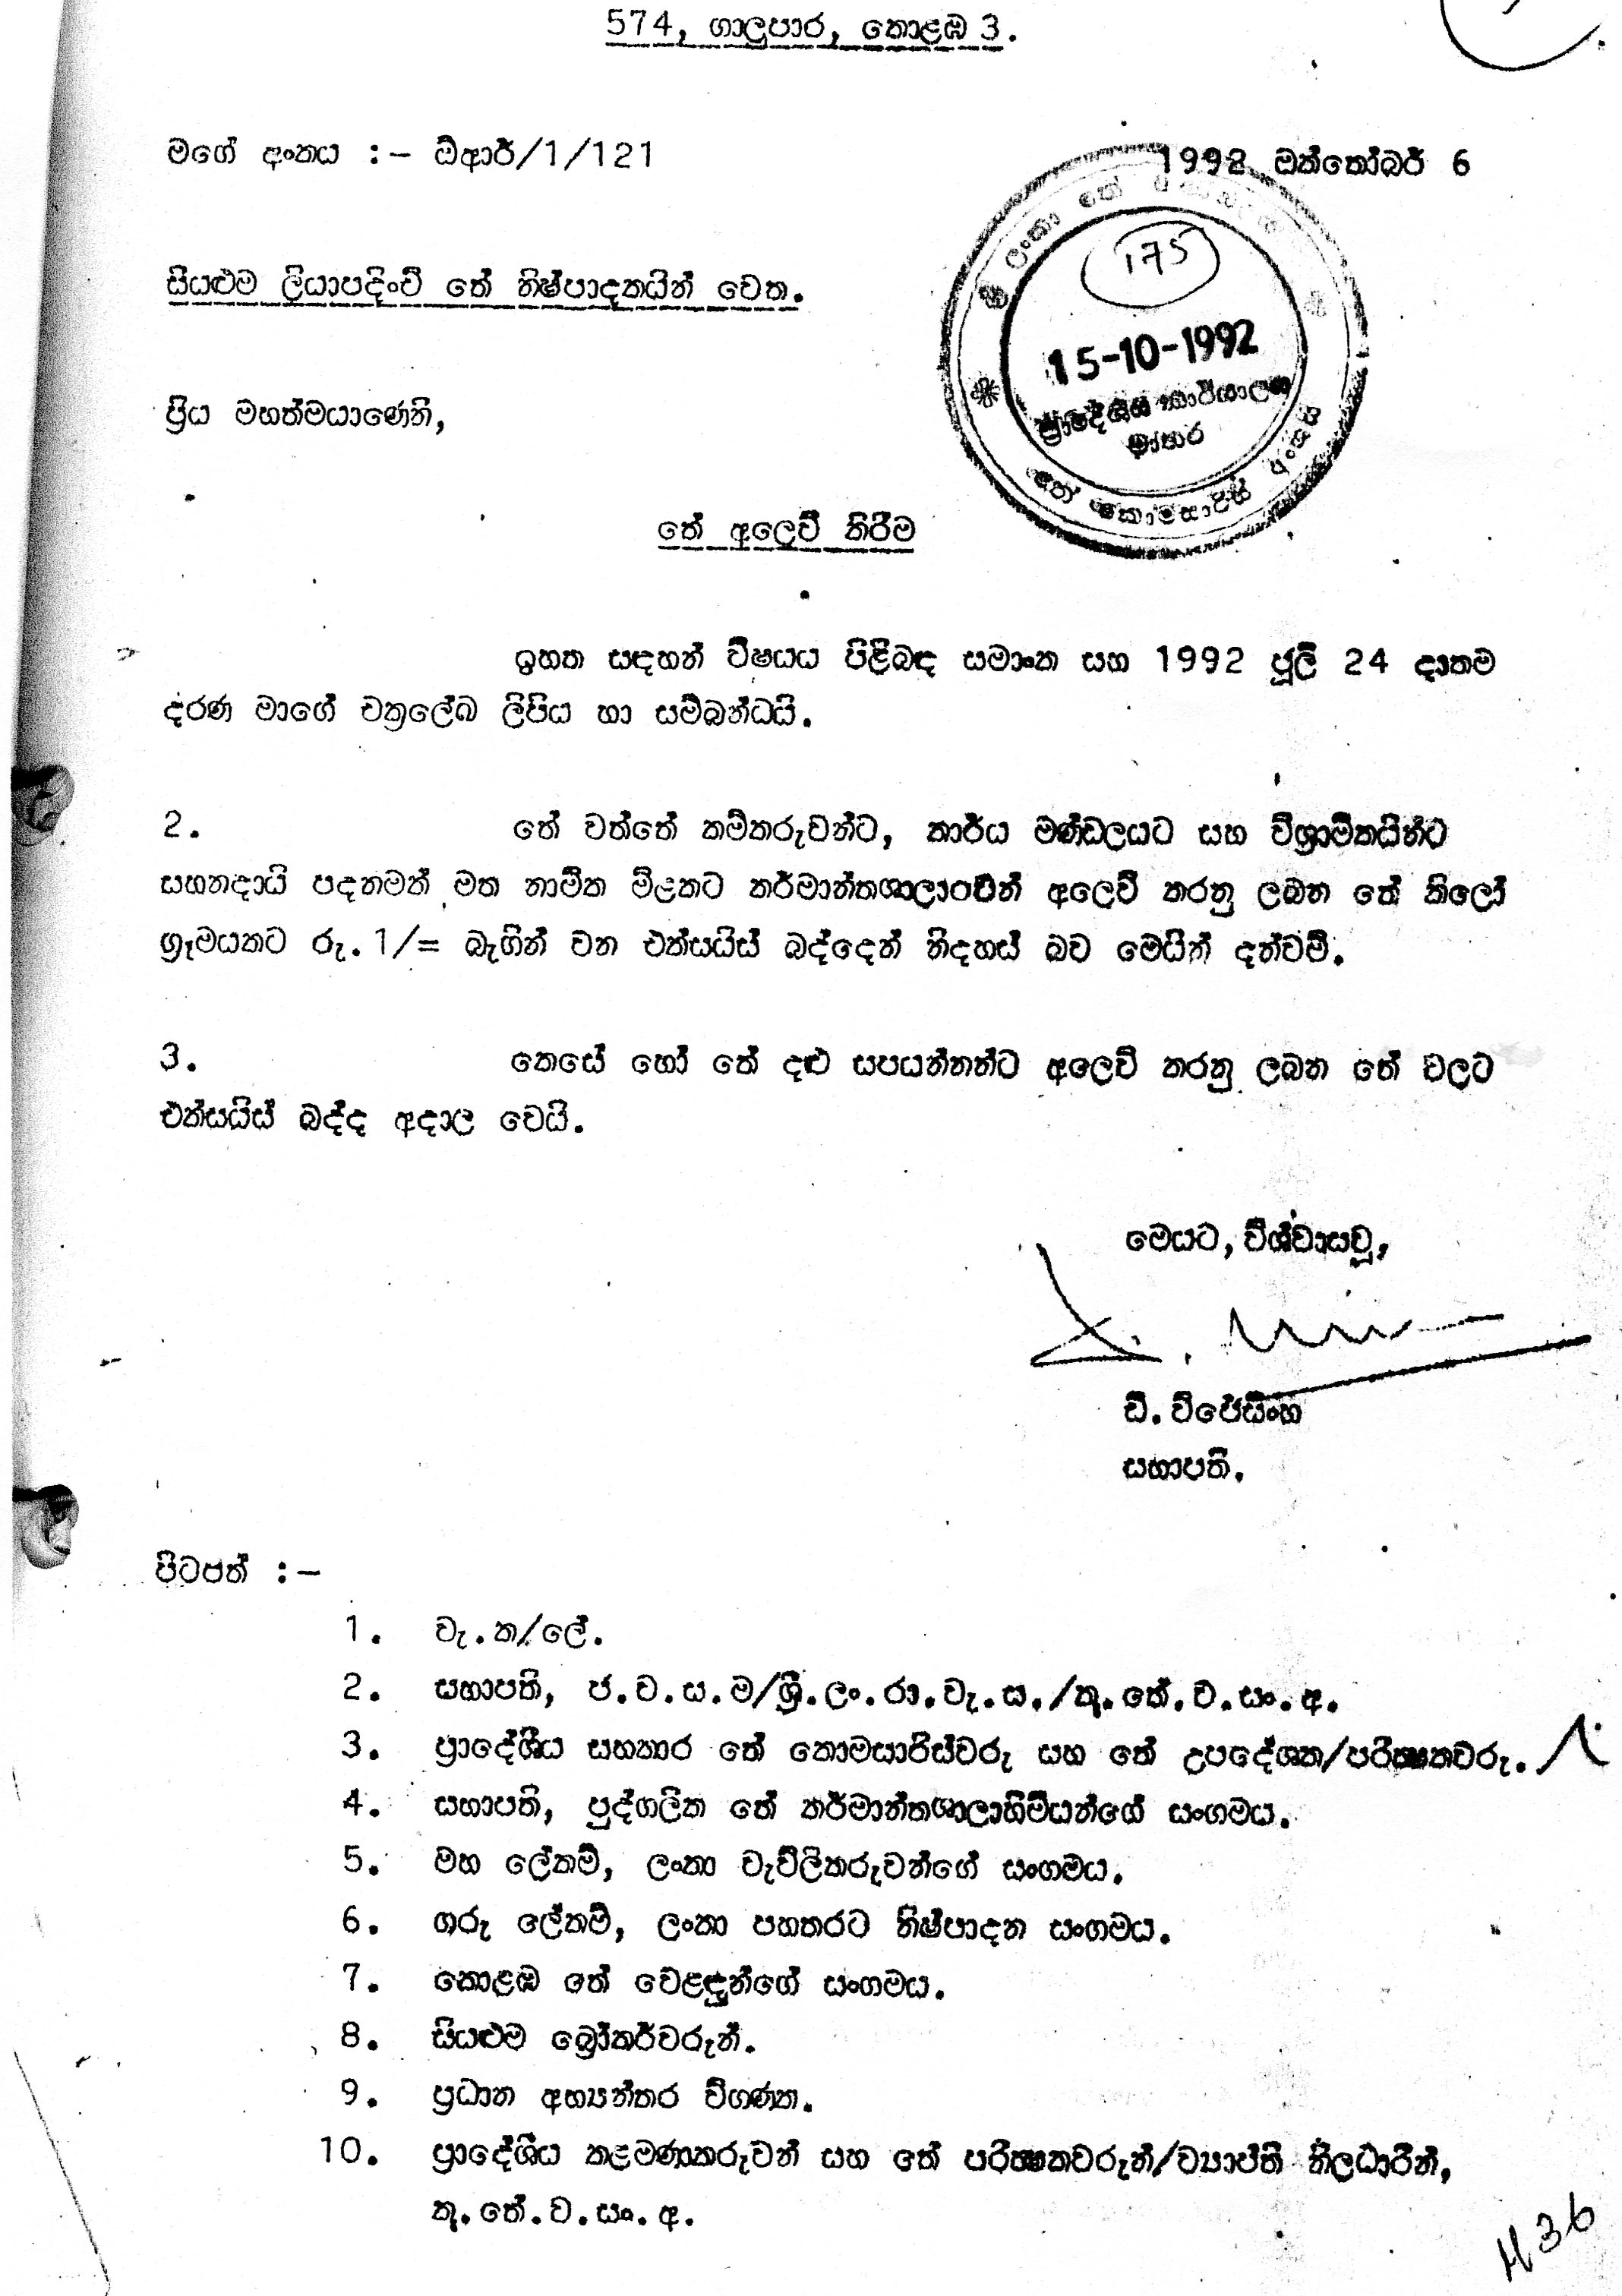 574, ගාලුපාර, කොළඹ 3.
මගේ අංකය :- ඕආර්/1/121
1992 ඔක්තෝබර් 6
සියළුම ලියාපදිංචි තේ නිෂ්පාදකයින් වෙත.
175
15-10-1992
ප්‍රාදේශීය කාර්යාලය
මාතර
තේ කොමසාරිස් අංශය
ප්‍රිය මහත්මයාණෙනි,
තේ අලෙවි කිරීම
ඉහත සඳහන් විෂයය පිළිබඳ සමාංක සහ 1992 ජූලි 24 දාතම
දරණ මාගේ චක්‍රලේඛ ලිපිය හා සම්බන්ධයි.
2. තේ වත්තේ කම්කරුවන්ට, කාර්ය මණ්ඩලයට සහ විශ්‍රාමිකයින්ට
සහනදායි පදනමක් මත නාමික මිළකට කර්මාන්තශාලාවෙන් අලෙවි කරනු ලබන තේ කිලෝ
ග්‍රෑමයකට රු. 1/= බැගින් වන එක්සයිස් බද්දෙන් නිදහස් බව මෙයින් දන්වමි.
3. කෙසේ හෝ තේ දළු සපයන්නන්ට අලෙවි කරනු ලබන තේ වලට
එක්සයිස් බද්ද අදාල වෙයි.
මෙයට, විශ්වාසවූ,
ඩී. විජේසිංහ
සභාපති.
පිටපත් :-
1. වැ.ක/ලේ.
2. සභාපති, ජ.ව.ස.ම/ශ්‍රී.ලං.රා.වැ.ස./කු.තේ.ව.සං.අ.
3. ප්‍රාදේශීය සහකාර තේ කොමසාරිස්වරු සහ තේ උපදේශක/පරීක්ෂකවරු.
4. සභාපති, පුද්ගලික තේ කර්මාන්තශාලාහිමියන්ගේ සංගමය.
5. මහ ලේකම්, ලංකා වැවිලිකරුවන්ගේ සංගමය.
6. ගරු ලේකම්, ලංකා පහතරට නිෂ්පාදන සංගමය.
7. කොළඹ තේ වෙළඳුන්ගේ සංගමය.
8. සියළුම බ්‍රෝකර්වරුන්.
9. ප්‍රධාන අභ්‍යන්තර විගණක.
10. ප්‍රාදේශීය කළමණාකරුවන් සහ තේ පරීක්ෂකවරුන්/ව්‍යාප්ති නිලධාරීන්,
කු.තේ.ව.සං.අ.
M36